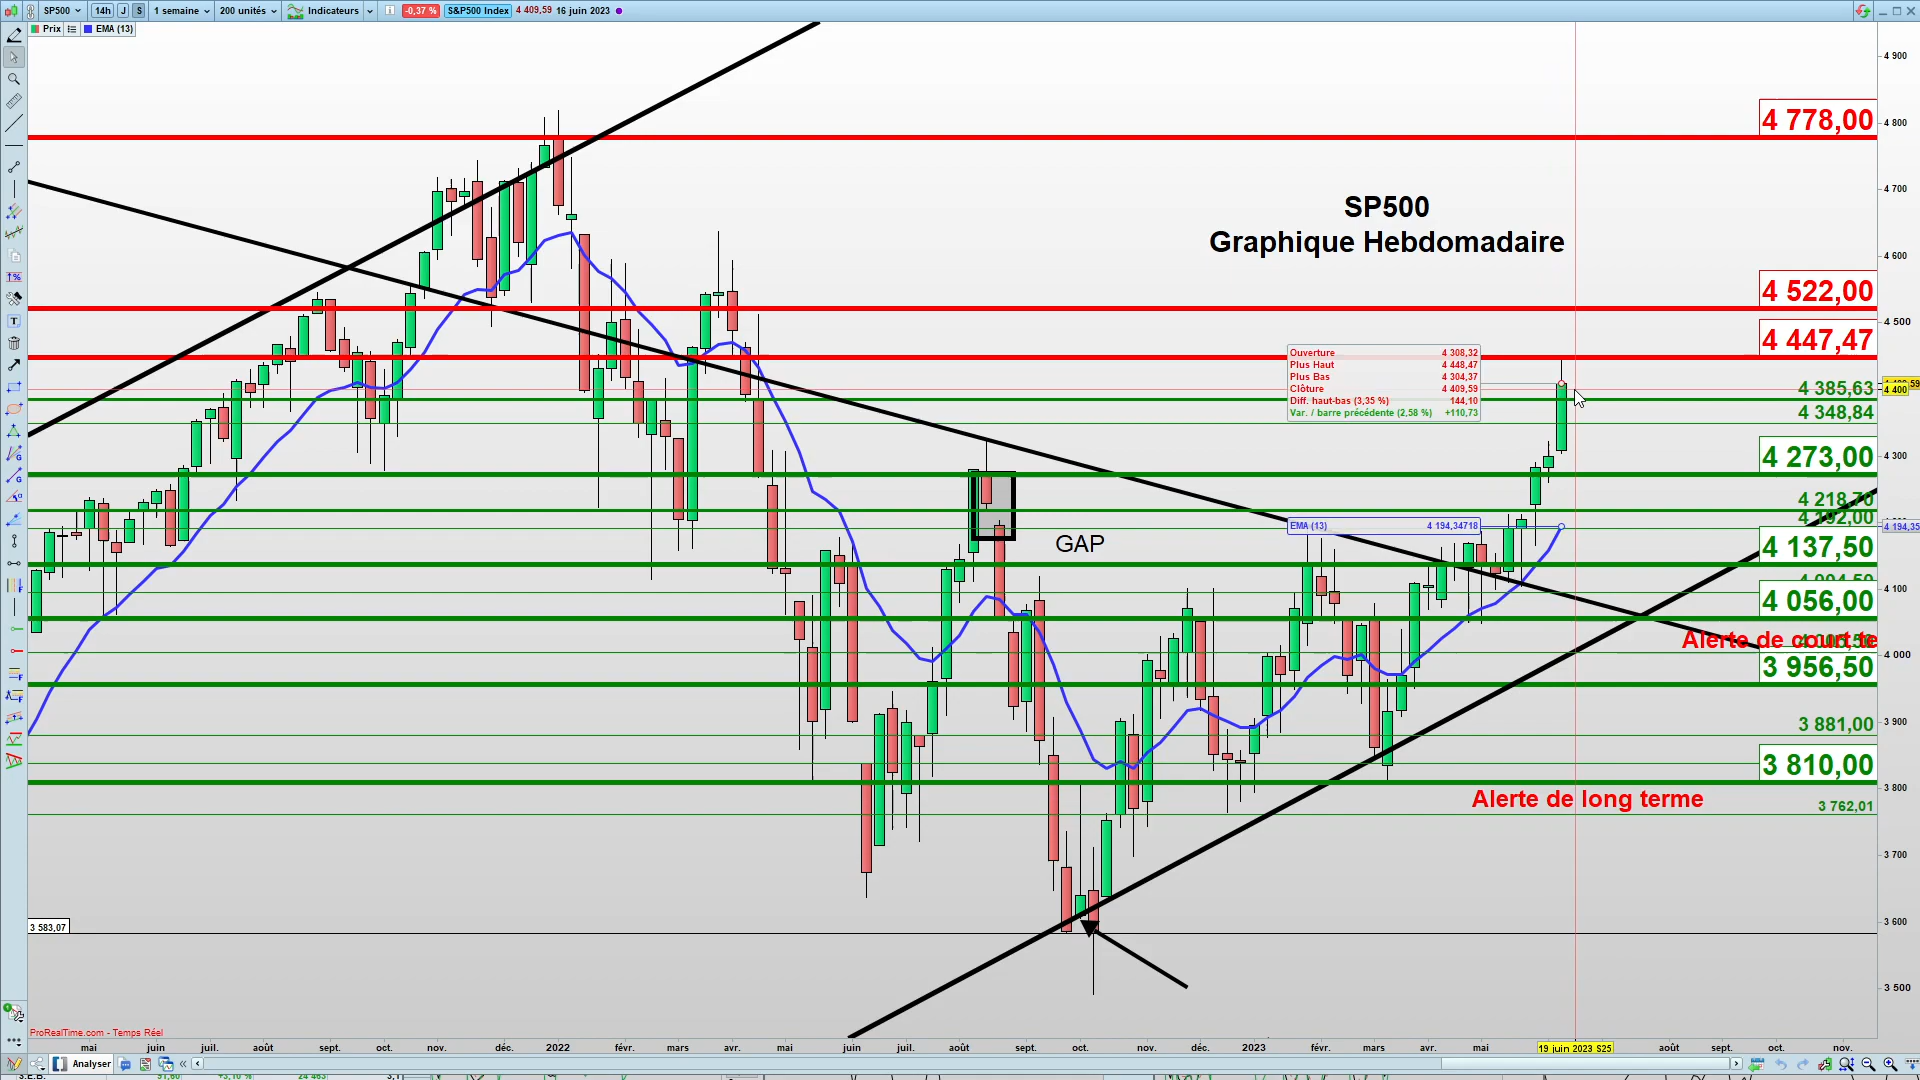 SP500 14h J S 1 semaine 200 unités Indicateurs -0,37 % S&P500 Index 4 409,59 16 juin 2023
Prix EMA (13)
4 900
4 778,00
4 800
4 700
SP500
Graphique Hebdomadaire
4 600
4 522,00
4 500
4 447,47
Ouverture 4 308,32
Plus Haut 4 448,47
Plus Bas 4 304,37
Clôture 4 409,59
Diff. haut-bas (3,35 %) 144,10
Var. / barre précédente (2,58 %) +110,73
4 385,63
4 400
4 348,84
4 273,00
4 300
4 218,70
4 192,00
EMA (13) 4 194,34718
4 194,35
GAP
4 137,50
4 100
4 056,00
Alerte de court te
4 000
3 956,50
3 881,00
3 900
3 810,00
3 800
Alerte de long terme
3 762,01
3 700
3 600
3 583,07
3 500
ProRealTime.com - Temps Réel
mai juin juil. août sept. oct. nov. déc. 2022 févr. mars avr. mai juin juil. août sept. oct. nov. déc. 2023 févr. mars avr. mai 19 juin 2023 S25 août sept. oct. nov.
Analyser